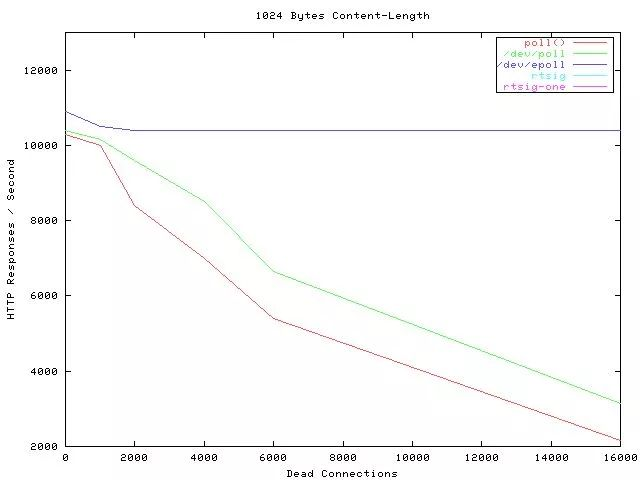 1024 Bytes Content-Length
poll()
/dev/poll
/dev/epoll
rtsig
rtsig-one
12000
10000
8000
6000
4000
2000
HTTP Responses / Second
0 2000 4000 6000 8000 10000 12000 14000 16000
Dead Connections